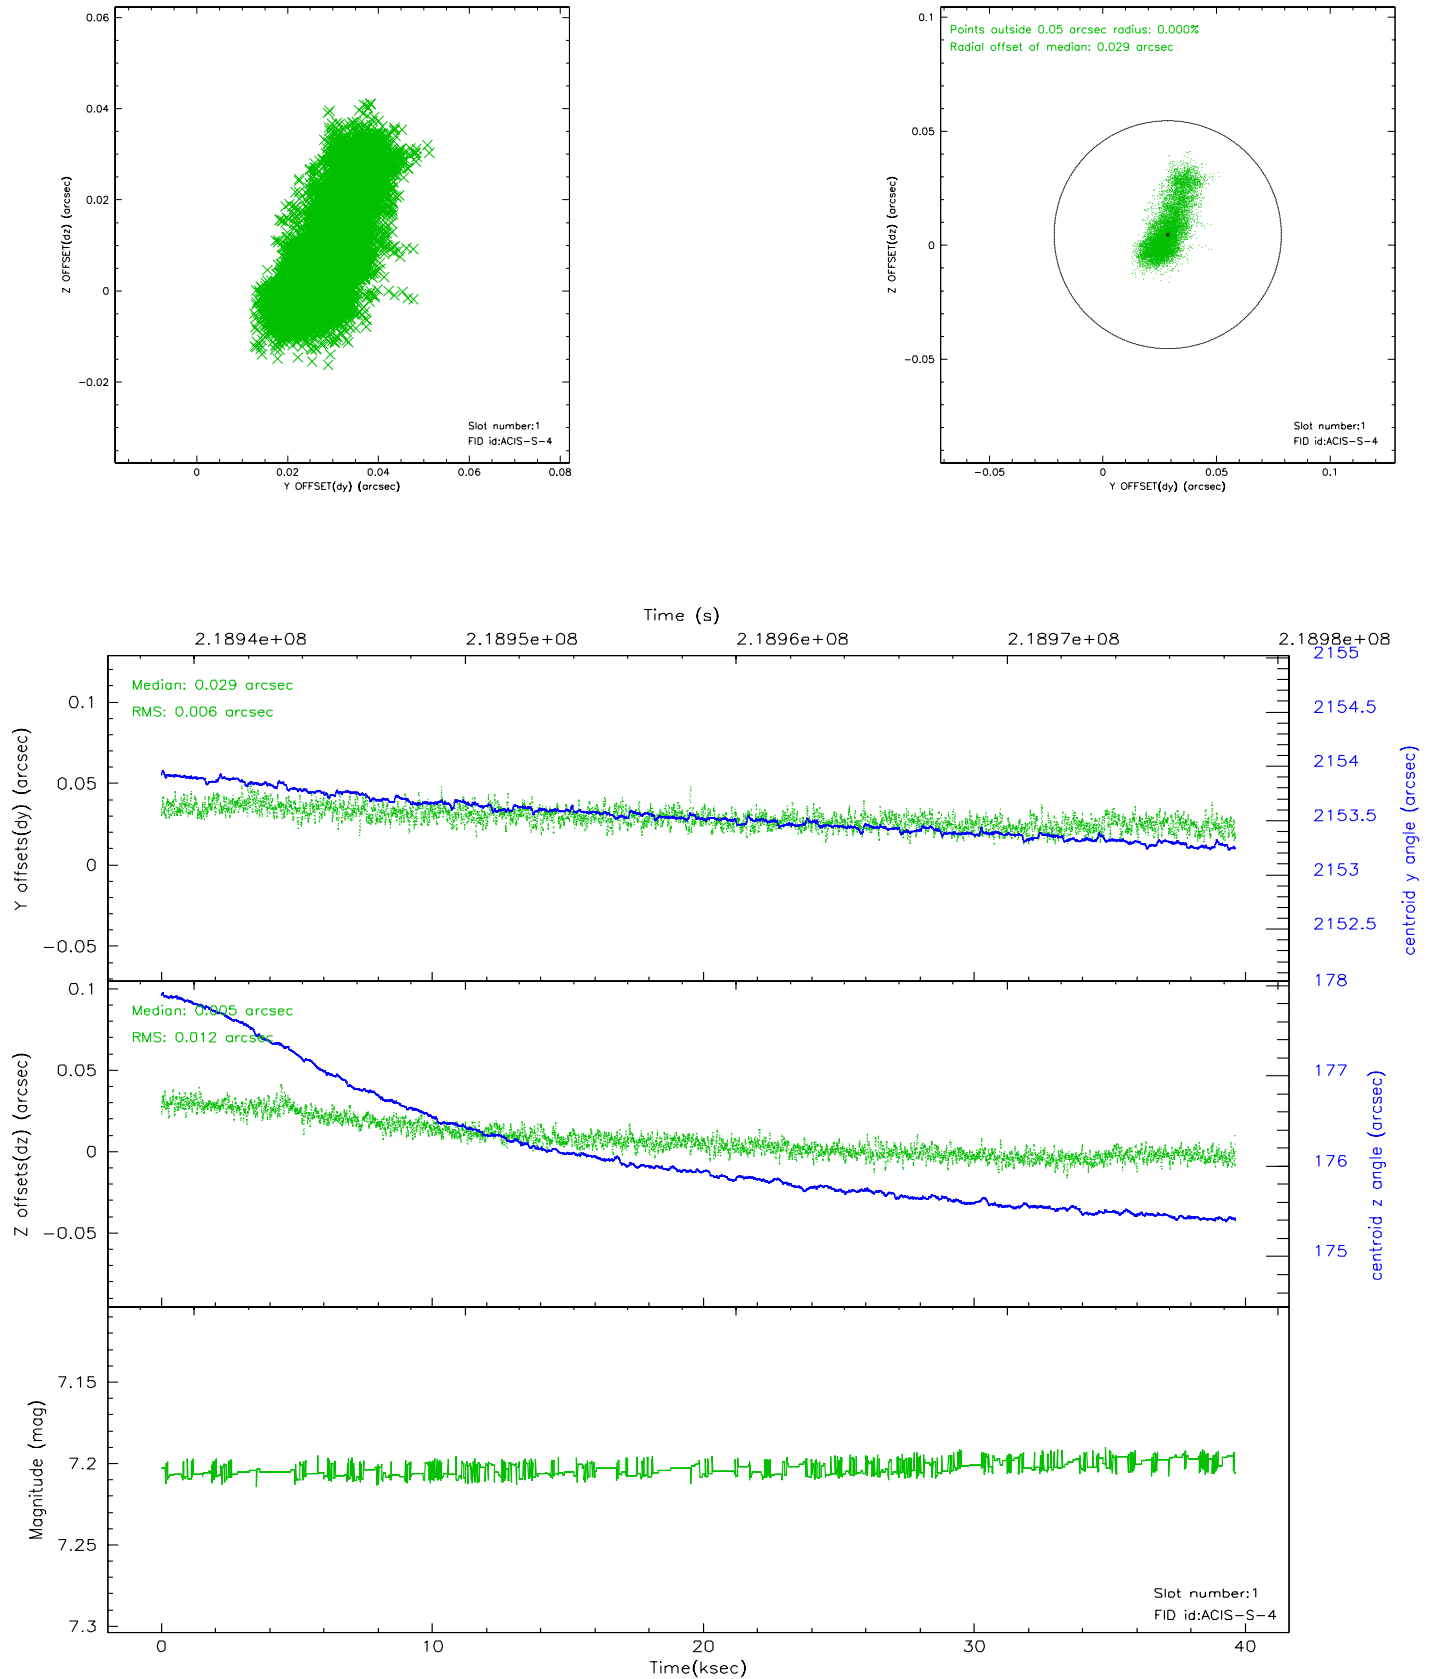 0.06
0.04
0.02
0
−0.02
Z OFFSET(dz) (arcsec)
Slot number:1
FID id:ACIS−S−4
0 0.02 0.04 0.06 0.08
Y OFFSET(dy) (arcsec)
0.1
0.05
0
−0.05
Z OFFSET(dz) (arcsec)
Points outside 0.05 arcsec radius: 0.000%
Radial offset of median: 0.029 arcsec
Slot number:1
FID id:ACIS−S−4
−0.05 0 0.05 0.1
Y OFFSET(dy) (arcsec)
Time (s)
2.1894e+08 2.1895e+08 2.1896e+08 2.1897e+08 2.1898e+08
Median: 0.029 arcsec
RMS: 0.006 arcsec
0.1
0.05
0
−0.05
Y offsets(dy) (arcsec)
2155
2154.5
2154
2153.5
2153
2152.5
centroid y angle (arcsec)
Median: 0.005 arcsec
RMS: 0.012 arcsec
0.1
0.05
0
−0.05
Z offsets(dz) (arcsec)
178
177
176
175
centroid z angle (arcsec)
7.15
7.2
7.25
7.3
Magnitude (mag)
Slot number:1
FID id:ACIS−S−4
0 10 20 30 40
Time(ksec)